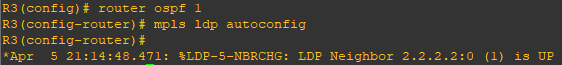 R3(config)# router ospf 1
R3(config-router)# mpls ldp autoconfig
R3(config-router)#
*Apr  5 21:14:48.471: %LDP-5-NBRCHG: LDP Neighbor 2.2.2.2:0 (1) is UP